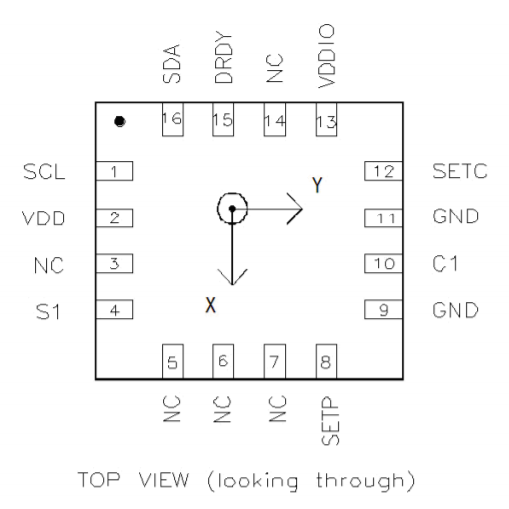 SDA DRDY NC VDDIO
16 15 14 13
SCL 1 12 SETC
VDD 2 11 GND
Y
NC 3 10 C1
S1 4 9 GND
X
5 6 7 8
NC NC NC SETP
TOP VIEW (looking through)